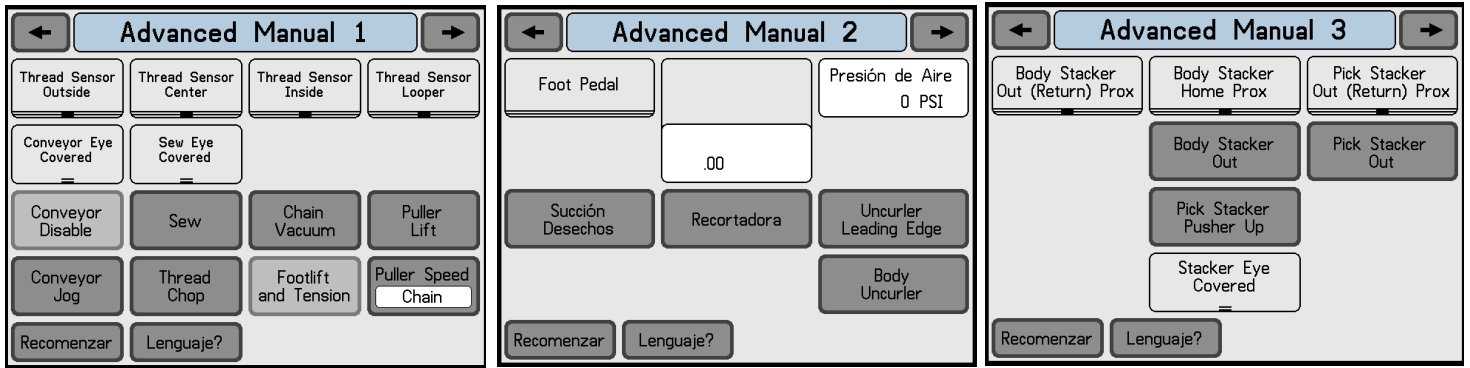 Advanced Manual 1
Thread Sensor
Outside
Thread Sensor
Center
Thread Sensor
Inside
Thread Sensor
Looper
Conveyor Eye
Covered
Sew Eye
Covered
Conveyor
Disable
Sew
Chain
Vacuum
Puller
Lift
Conveyor
Jog
Thread
Chop
Footlift
and Tension
Puller Speed
Chain
Recomenzar
Lenguaje?
Advanced Manual 2
Foot Pedal
Presión de Aire
0 PSI
.00
Succión
Desechos
Recortadora
Uncurler
Leading Edge
Body
Uncurler
Recomenzar
Lenguaje?
Advanced Manual 3
Body Stacker
Out (Return) Prox
Body Stacker
Home Prox
Pick Stacker
Out (Return) Prox
Body Stacker
Out
Pick Stacker
Out
Pick Stacker
Pusher Up
Stacker Eye
Covered
Recomenzar
Lenguaje?